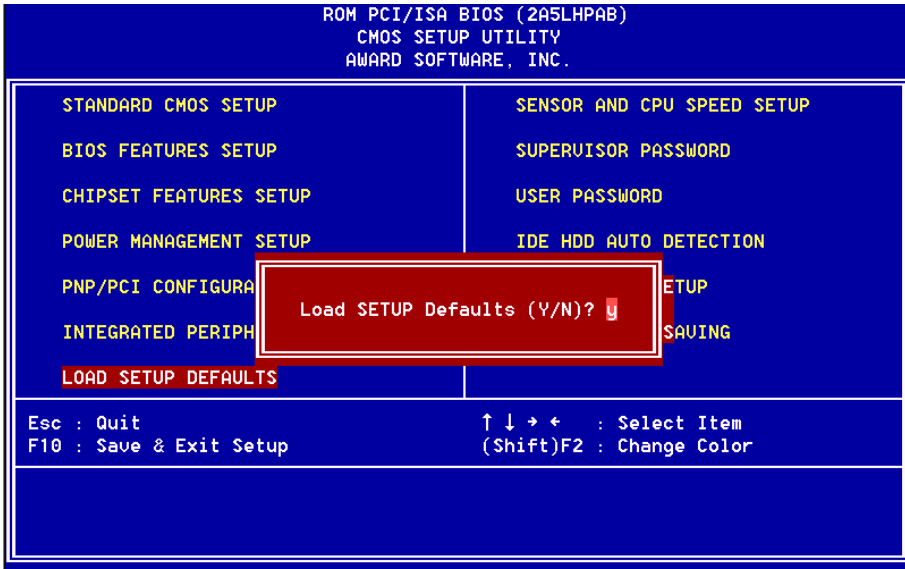 ROM PCI/ISA BIOS (2A5LHPAB)
CMOS SETUP UTILITY
AWARD SOFTWARE, INC.
STANDARD CMOS SETUP
BIOS FEATURES SETUP
CHIPSET FEATURES SETUP
POWER MANAGEMENT SETUP
PNP/PCI CONFIGURA
INTEGRATED PERIPH
LOAD SETUP DEFAULTS
SENSOR AND CPU SPEED SETUP
SUPERVISOR PASSWORD
USER PASSWORD
IDE HDD AUTO DETECTION
ETUP
SAVING
Load SETUP Defaults (Y/N)? y
Esc : Quit
F10 : Save & Exit Setup
↑ ↓ → ← : Select Item
(Shift)F2 : Change Color